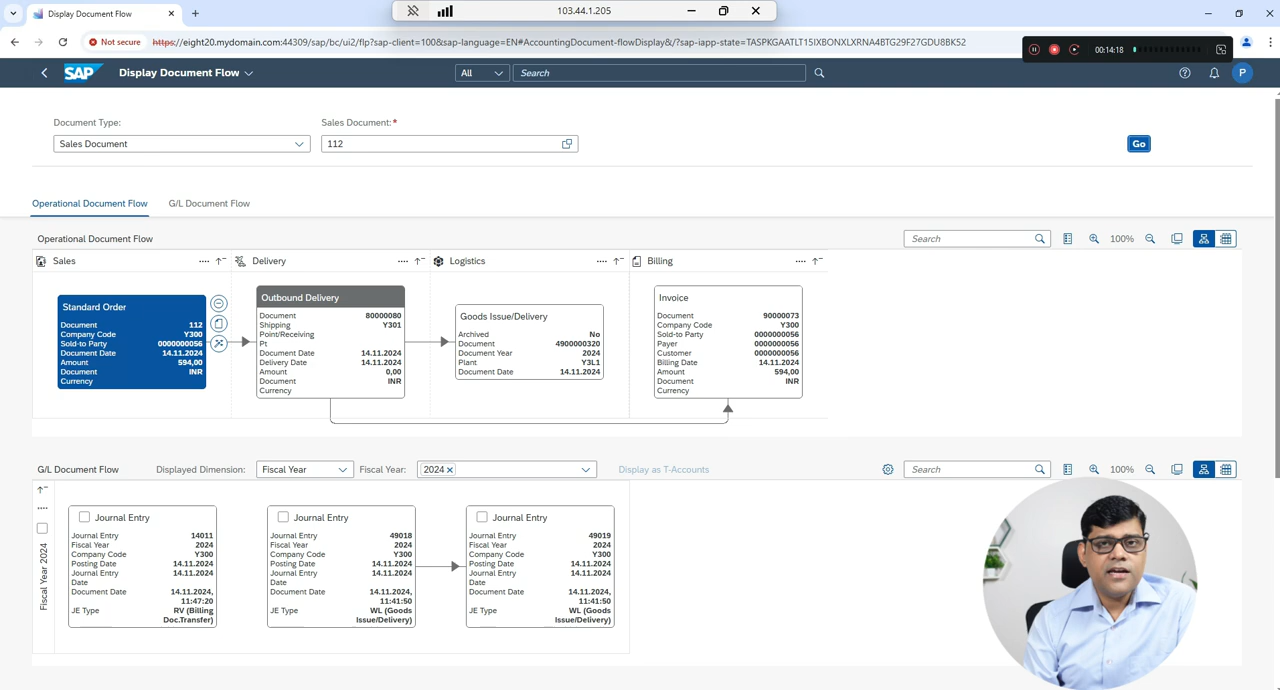 103.44.1.205
Display Document Flow
Not secure https://eight20.mydomain.com:44309/sap/bc/ui2/flp?sap-client=100&sap-language=EN#AccountingDocument-flowDisplay&/?sap-iapp-state=TASPKGAATLT15IXBONXLXRNA4BTG29F27GDU8BK52
00:14:18
SAP Display Document Flow All Search P
Document Type: Sales Document:*
Sales Document 112 Go
Operational Document Flow G/L Document Flow
Operational Document Flow Search 100%
Sales Delivery Logistics Billing
Standard Order
Document 112
Company Code Y300
Sold-to Party 0000000056
Document Date 14.11.2024
Amount 594,00
Document INR
Currency
Outbound Delivery
Document 80000080
Shipping Y301
Point/Receiving
Pt
Document Date 14.11.2024
Delivery Date 14.11.2024
Amount 0,00
Document INR
Currency
Goods Issue/Delivery
Archived No
Document 4900000320
Document Year 2024
Plant Y3L1
Document Date 14.11.2024
Invoice
Document 90000073
Company Code Y300
Sold-to Party 0000000056
Payer 0000000056
Customer 0000000056
Billing Date 14.11.2024
Amount 594,00
Document INR
Currency
G/L Document Flow Displayed Dimension: Fiscal Year Fiscal Year: 2024 Display as T-Accounts Search 100%
Fiscal Year 2024
Journal Entry
Journal Entry 14011
Fiscal Year 2024
Company Code Y300
Posting Date 14.11.2024
Journal Entry 14.11.2024
Date
Document Date 14.11.2024,
11:47:20
JE Type RV (Billing
Doc.Transfer)
Journal Entry
Journal Entry 49018
Fiscal Year 2024
Company Code Y300
Posting Date 14.11.2024
Journal Entry 14.11.2024
Date
Document Date 14.11.2024,
11:41:50
JE Type WL (Goods
Issue/Delivery)
Journal Entry
Journal Entry 49019
Fiscal Year 2024
Company Code Y300
Posting Date 14.11.2024
Journal Entry 14.11.2024
Date
Document Date 14.11.2024,
11:41:50
JE Type WL (Goods
Issue/Delivery)